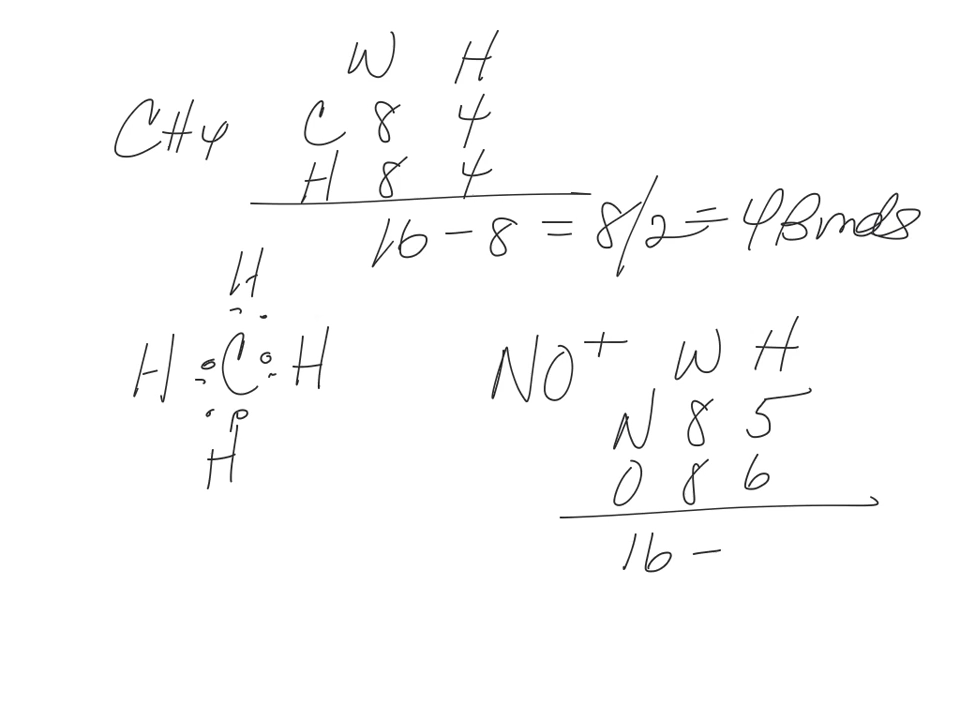 W H
CH4 C 8 4
H 8 4
16 - 8 = 8/2 = 4 Bonds
H
H : C : H
H
NO+ W H
N 8 5
O 8 6
16 -